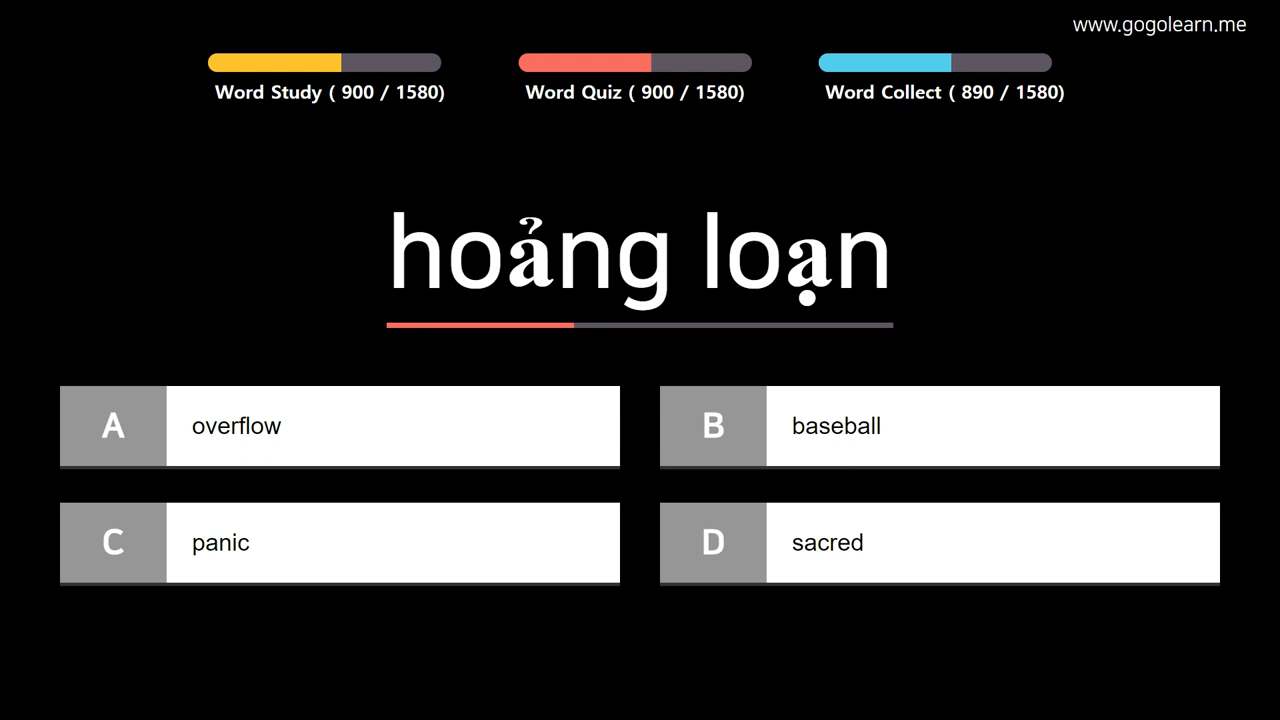 www.gogolearn.me
Word Study ( 900 / 1580)
Word Quiz ( 900 / 1580)
Word Collect ( 890 / 1580)
hoảng loạn
A overflow
B baseball
C panic
D sacred